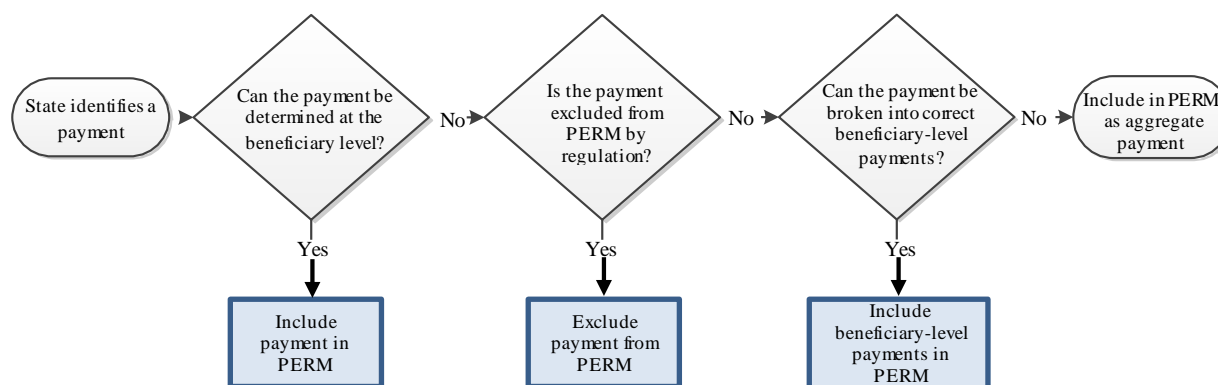 State identifies a
payment
Can the payment be
determined at the
beneficiary level?
No
Is the payment
excluded from
PERM by
regulation?
No
Can the payment be
broken into correct
beneficiary-level
payments?
No
Include in PERM
as aggregate
payment
Yes
Yes
Yes
Include
payment in
PERM
Exclude
payment from
PERM
Include
beneficiary-level
payments in
PERM